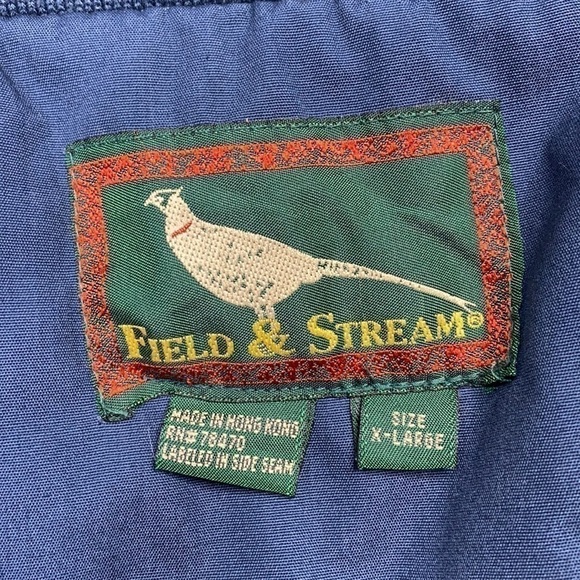 FIELD & STREAM®
MADE IN HONG KONG
RN# 78470
LABELED IN SIDE SEAM
SIZE
X-LARGE